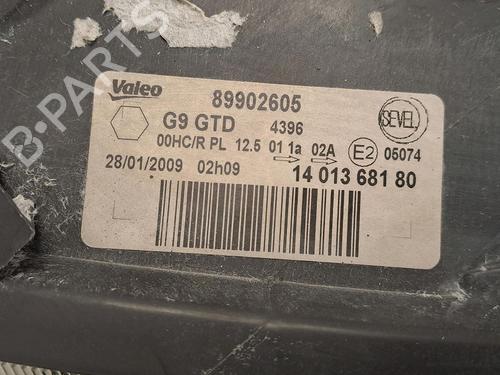 B-PARTS
Valeo 89902605 SEVEL
G9 GTD 4396
00HC/R PL 12.5 01 1a 02A E2 05074
28/01/2009 02h09 14 013 681 80